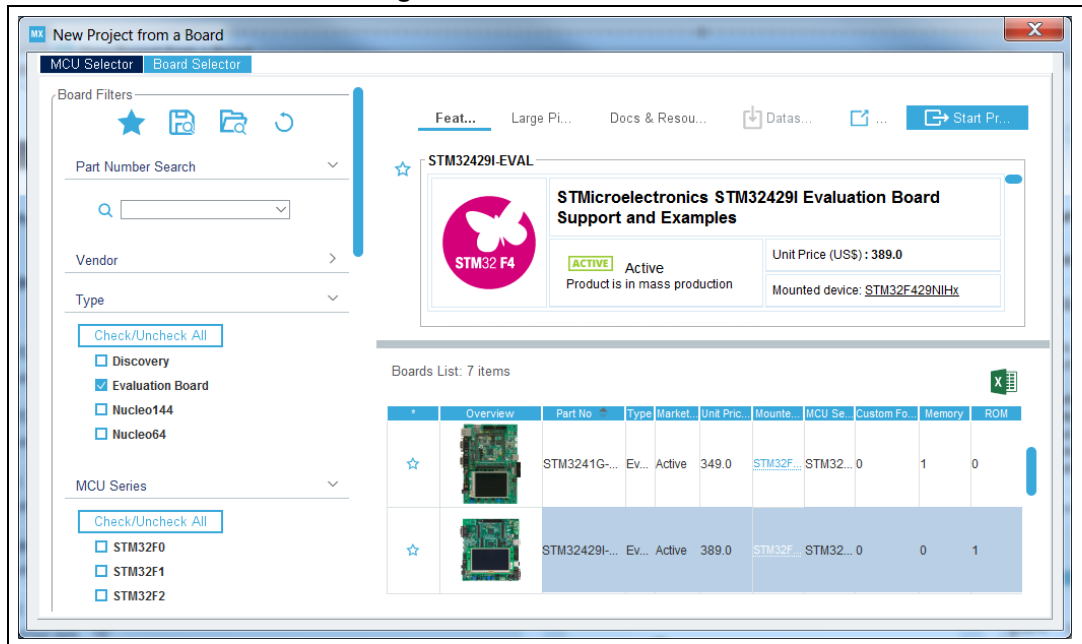 MX New Project from a Board X
MCU Selector Board Selector
Board Filters
Part Number Search
Vendor
Type
Check/Uncheck All
Discovery
Evaluation Board
Nucleo144
Nucleo64
MCU Series
Check/Uncheck All
STM32F0
STM32F1
STM32F2
Feat... Large Pi... Docs & Resou... Datas... ... Start Pr...
STM32429I-EVAL
STM32 F4
STMicroelectronics STM32429I Evaluation Board
Support and Examples
ACTIVE Active
Product is in mass production
Unit Price (US$) : 389.0
Mounted device: STM32F429NIHx
Boards List: 7 items
* Overview Part No Type Market... Unit Pric... Mounte... MCU Se... Custom Fo... Memory ROM
STM3241G-... Ev... Active 349.0 STM32F... STM32... 0 1 0
STM32429I-... Ev... Active 389.0 STM32F... STM32... 0 0 1